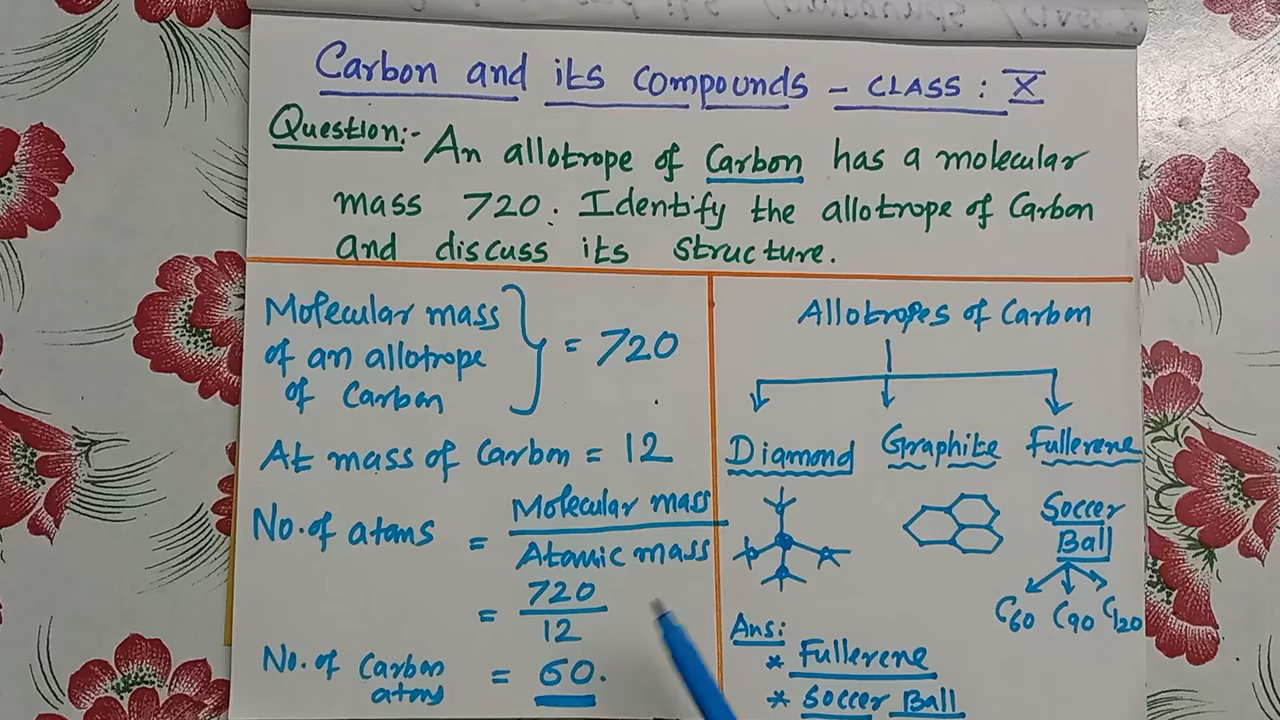 Carbon and its compounds - CLASS : X
Question:- An allotrope of Carbon has a molecular
mass 720. Identify the allotrope of Carbon
and discuss its structure.
Molecular mass
of an allotrope
of Carbon
= 720
At mass of Carbon = 12
No. of atoms = Molecular mass
Atomic mass
= 720
12
No. of Carbon
atoms
= 60.
Allotropes of Carbon
Diamond Graphite Fullerene
Soccer
Ball
C60 C90 C120
Ans:
* Fullerene
* Soccer Ball